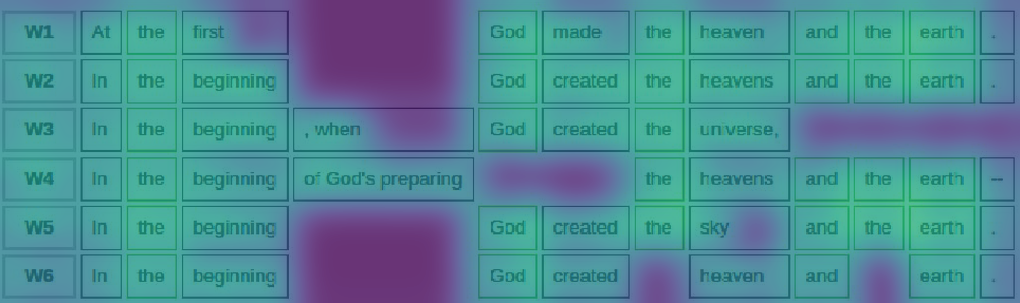 W1 At the first God made the heaven and the earth .
W2 In the beginning God created the heavens and the earth .
W3 In the beginning , when God created the universe,
W4 In the beginning of God's preparing the heavens and the earth –
W5 In the beginning God created the sky and the earth .
W6 In the beginning God created heaven and earth .